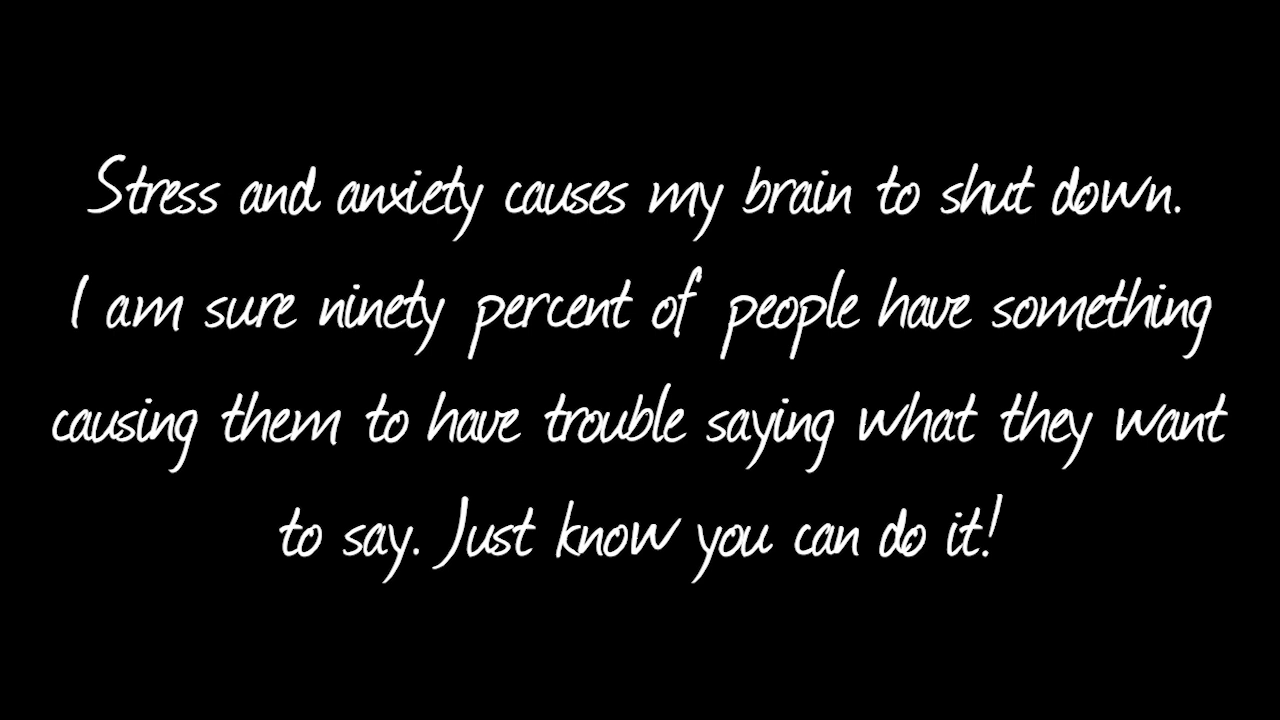 Stress and anxiety causes my brain to shut down.
I am sure ninety percent of people have something
causing them to have trouble saying what they want
to say. Just know you can do it!